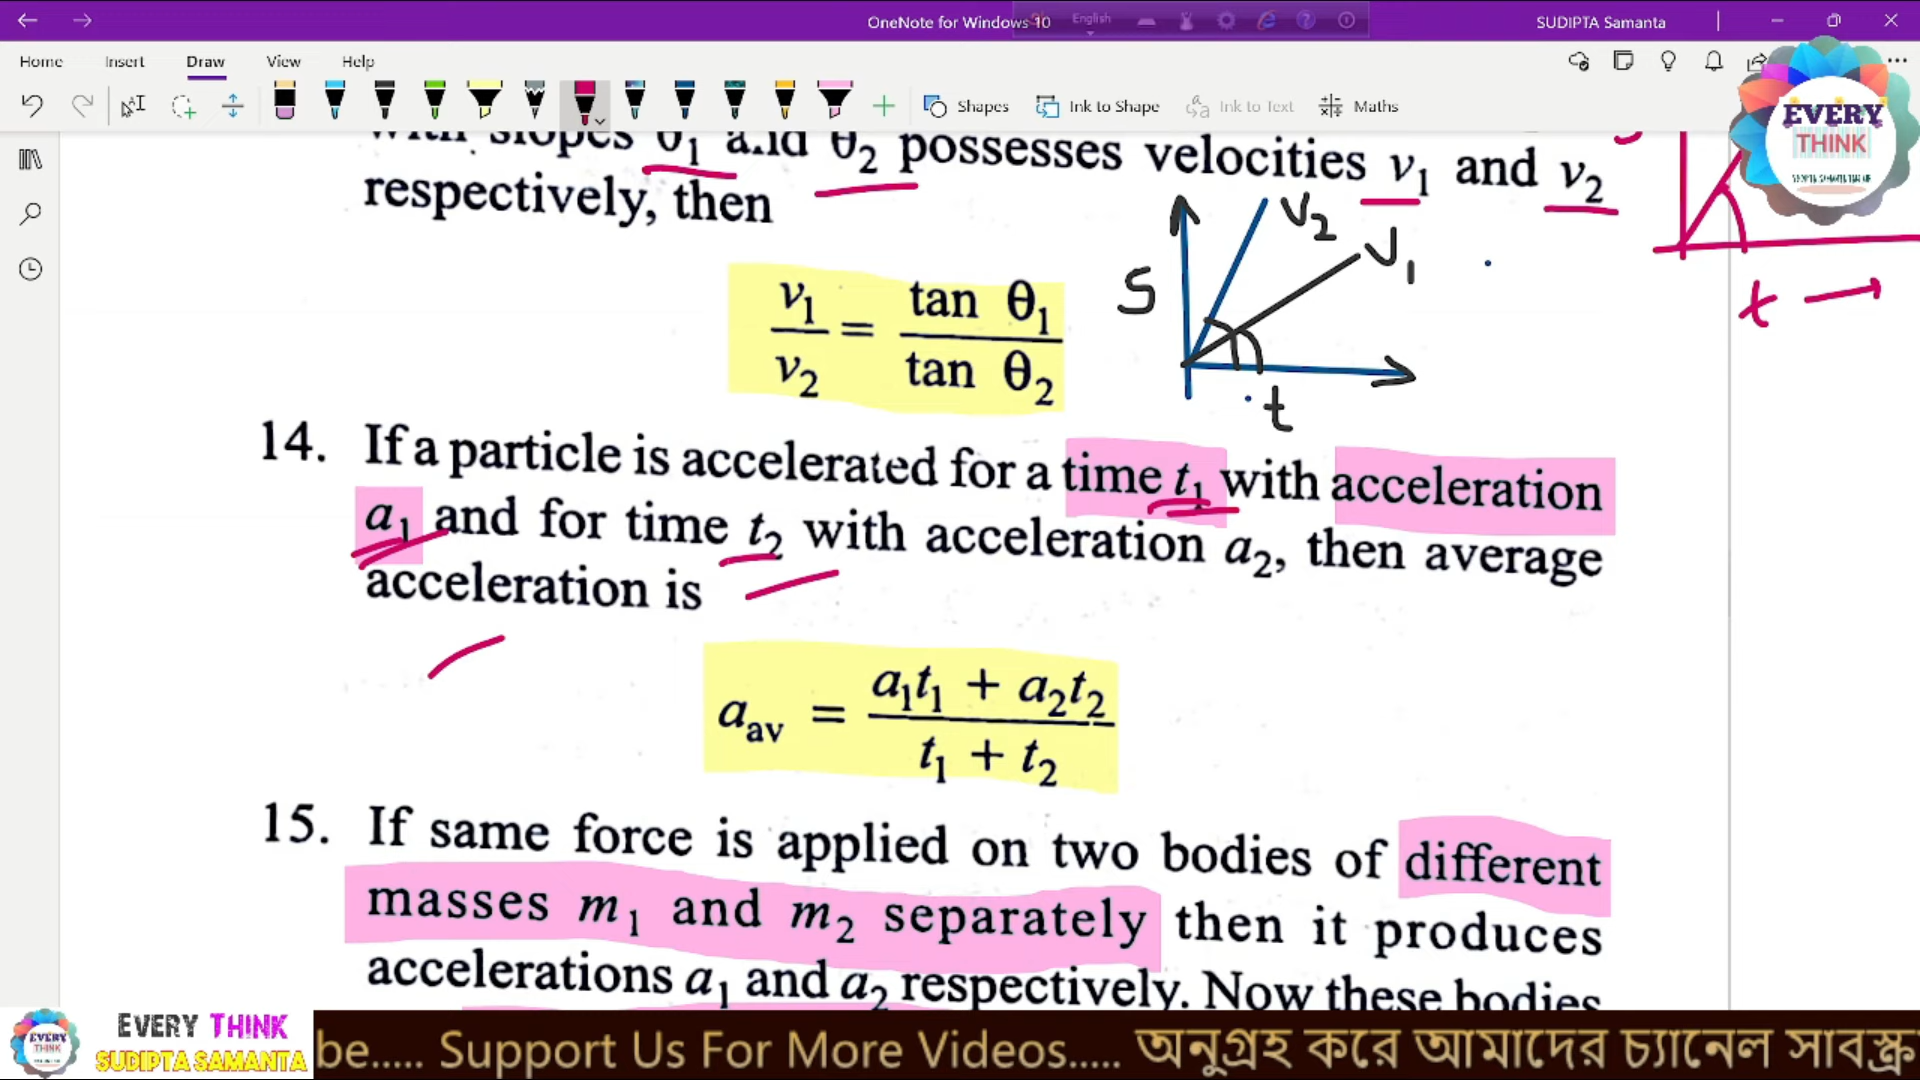 OneNote for Windows 10
English
SUDIPTA Samanta
Home Insert Draw View Help
Shapes Ink to Shape Ink to Text Maths
EVERY
THINK
with slopes θ1 and θ2 possesses velocities v1 and v2
respectively, then
v1/v2 = tan θ1/tan θ2
S
V2
V1
t
t
14. If a particle is accelerated for a time t1 with acceleration
a1 and for time t2 with acceleration a2, then average
acceleration is
aav = a1t1 + a2t2/t1 + t2
15. If same force is applied on two bodies of different
masses m1 and m2 separately then it produces
accelerations a1 and a2 respectively. Now these bodies
EVERY THINK
SUDIPTA SAMANTA
be..... Support Us For More Videos..... অনুগ্রহ করে আমাদের চ্যানেল সাবস্ক্র